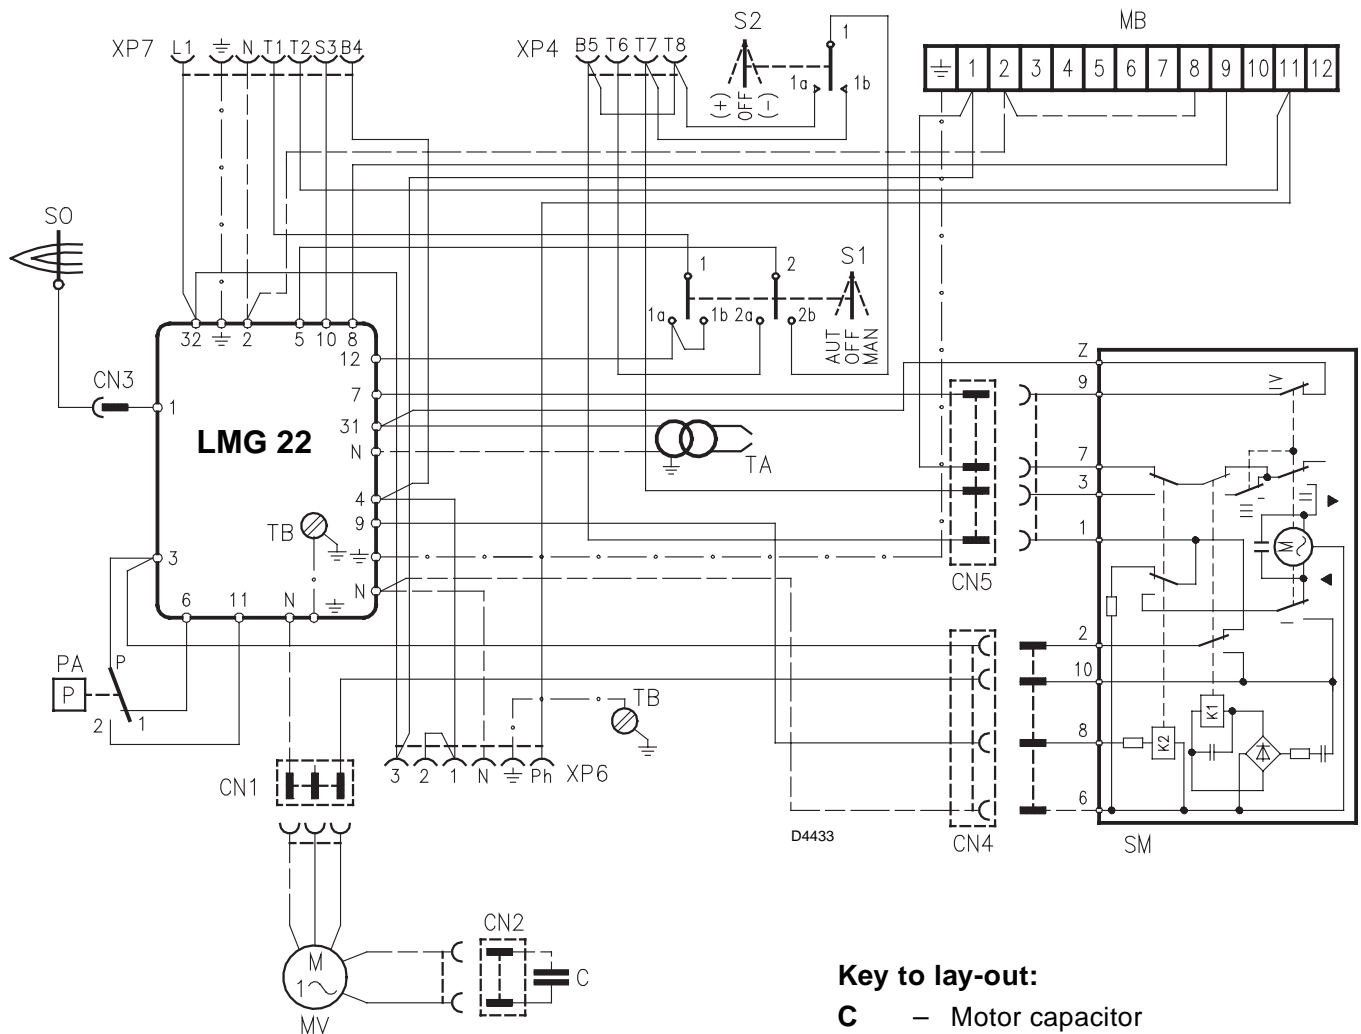 S2 MB
XP7 L1 N T1 T2 S3 B4 XP4 B5 T6 T7 T8 1
1 2 3 4 5 6 7 8 9 10 11 12
1a 1b
(+) OFF (-)
SO
1 2 S1
1a 1b 2a 2b
AUT OFF MAN
32 2 5 10 8
12
Z
CN3
9 IV
7
1
31
LMG 22
N
TA
7
4
3 III II
TB 9
1 M
3
CN5
N
6 11 N
2 I
PA P
P
10
2 1
TB
K1
8 K2
CN1
3 2 1 N Ph XP6
6
D4433
CN4 SM
CN2
M
1
C
MV
Key to lay-out:
C – Motor capacitor